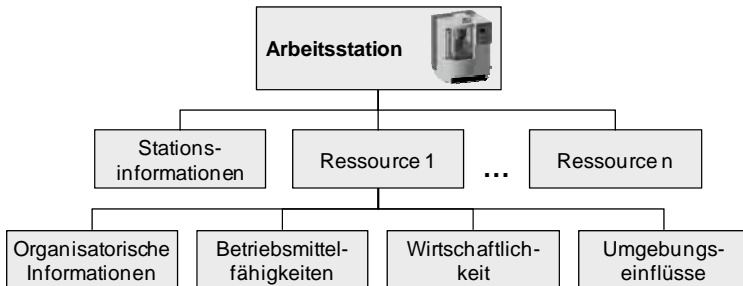 Arbeitsstation
Stations-
informationen
Ressource 1
...
Ressource n
Organisatorische
Informationen
Betriebsmittel-
fähigkeiten
Wirtschaftlich-
keit
Umgebungs-
einflüsse